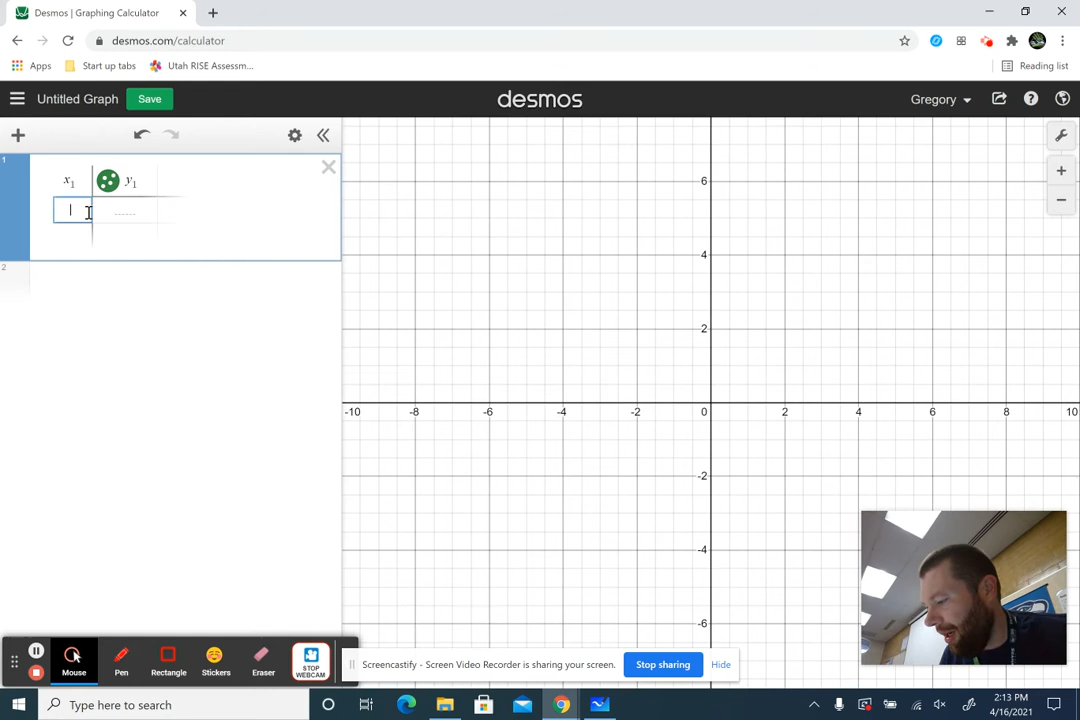 Desmos | Graphing Calculator
desmos.com/calculator
Apps
Start up tabs
Utah RISE Assessm...
Reading list
Untitled Graph
Save
desmos
Gregory
1
x1
y1
2
6
4
2
-10
-8
-6
-4
-2
0
2
4
6
8
10
-2
-4
-6
Mouse
Pen
Rectangle
Stickers
STOP
WEBCAM
Eraser
Screencastify - Screen Video Recorder is sharing your screen.
Stop sharing
Hide
Type here to search
2:13 PM
4/16/2021